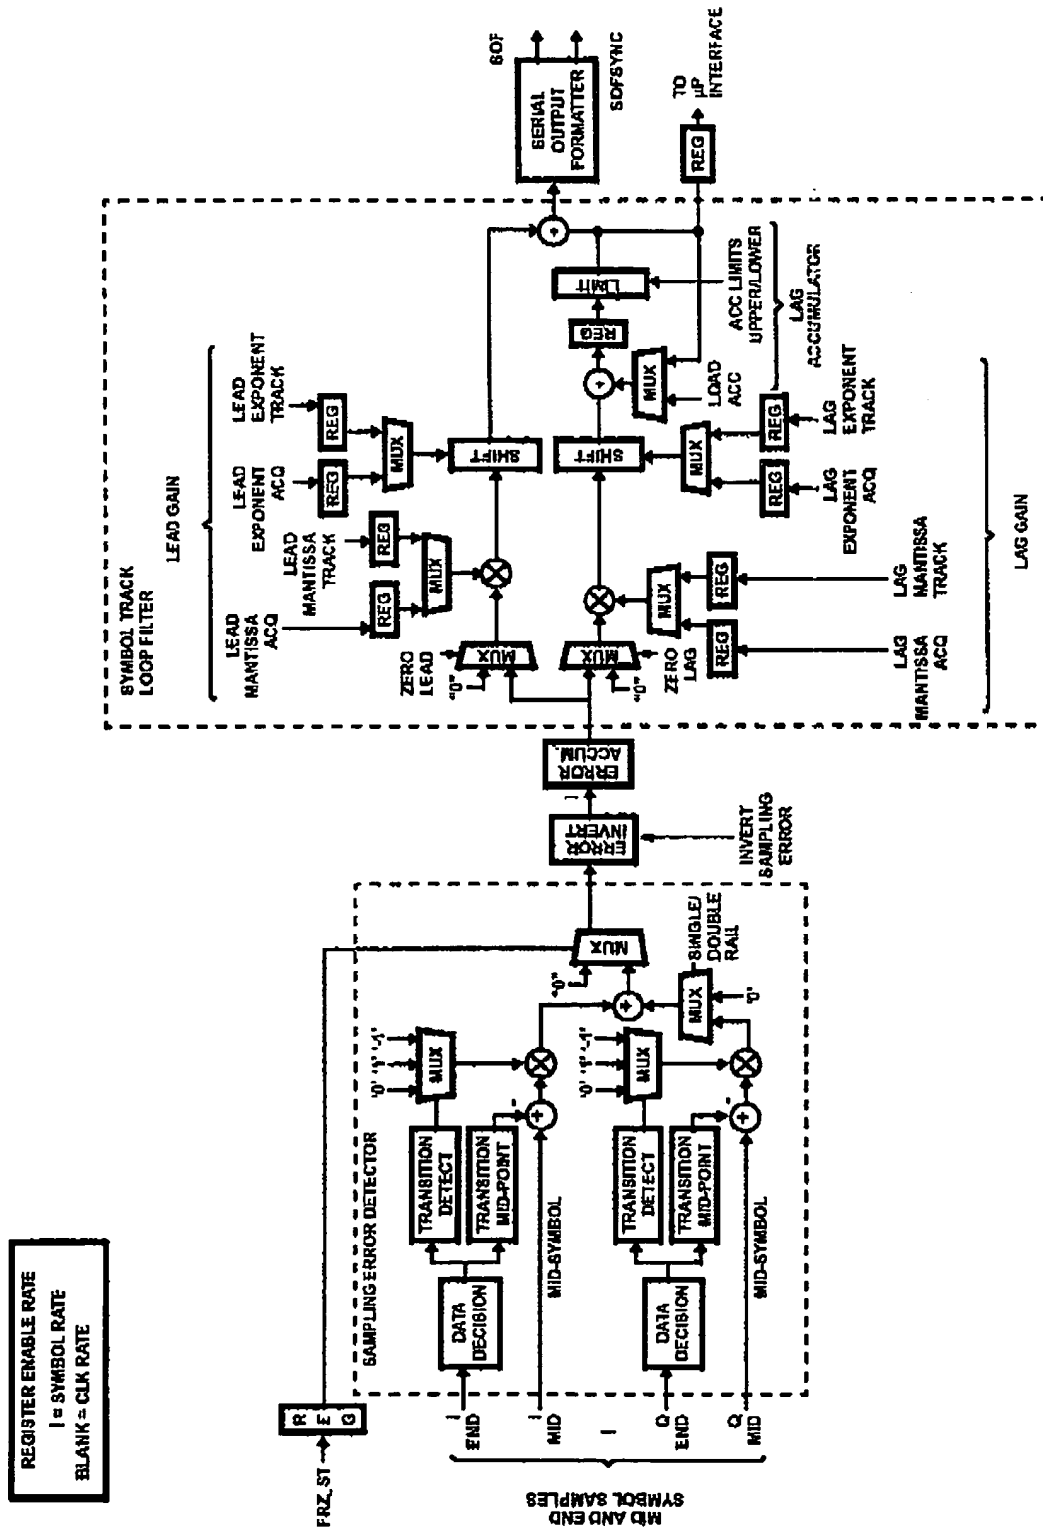 REGISTER ENABLE RATE
I = SYMBOL RATE
BLANK = CLK RATE
FRZ_ST
REG
MID AND END
SYMBOL SAMPLES
I
END
I
MID
I
Q
END
Q
MID
SAMPLING ERROR DETECTOR
DATA
DECISION
TRANSITION
DETECT
TRANSITION
MID-POINT
MID-SYMBOL
'0' '1' '-1'
MUX
+
-
DATA
DECISION
TRANSITION
DETECT
TRANSITION
MID-POINT
MID-SYMBOL
'0' '1' '-1'
MUX
+
-
+
"0"
MUX
MUX
'0'
SINGLE/
DOUBLE
RAIL
ERROR
INVERT
INVERT
SAMPLING
ERROR
I
ERROR
ACCUM.
SYMBOL TRACK
LOOP FILTER
LEAD GAIN
LEAD
MANTISSA ACQ
LEAD
MANTISSA
TRACK
LEAD
EXPONENT
ACQ
LEAD
EXPONENT
TRACK
REG
REG
REG
REG
MUX
MUX
ZERO
LEAD
"0"
MUX
SHIFT
+
"0"
MUX
ZERO
LAG
SHIFT
+
REG
LIMIT
MUX
MUX
MUX
LOAD
ACC
ACC LIMITS
UPPER/LOWER
LAG
ACCUMULATOR
REG
REG
REG
REG
LAG
MANTISSA ACQ
LAG
MANTISSA
TRACK
LAG
EXPONENT ACQ
LAG
EXPONENT
TRACK
LAG GAIN
SERIAL
OUTPUT
FORMATTER
SOF
SOFSYNC
REG
TO
µP
INTERFACE